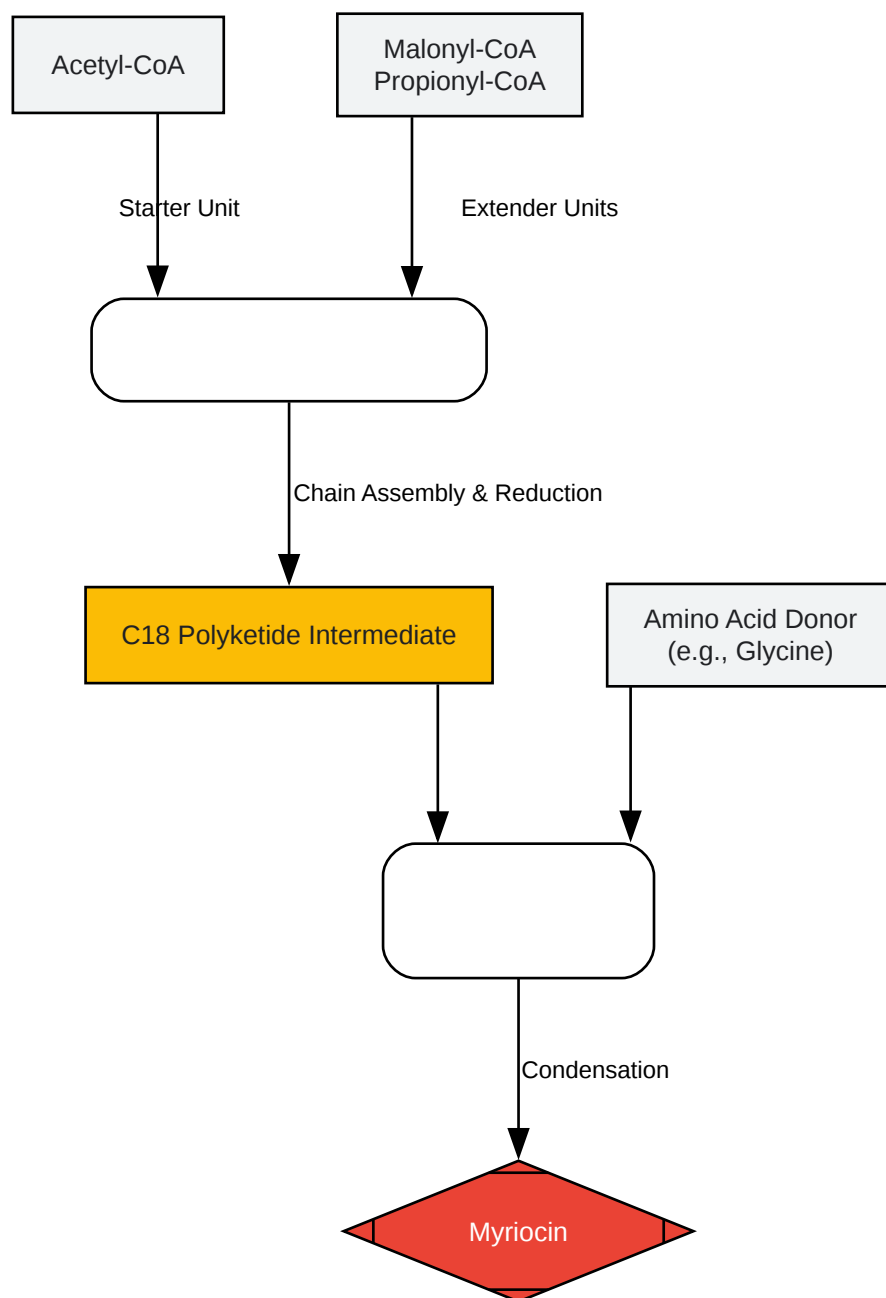 Acetyl-CoA
Malonyl-CoA
Propionyl-CoA
Starter Unit
Extender Units
Chain Assembly & Reduction
C18 Polyketide Intermediate
Amino Acid Donor
(e.g., Glycine)
Condensation
Myriocin